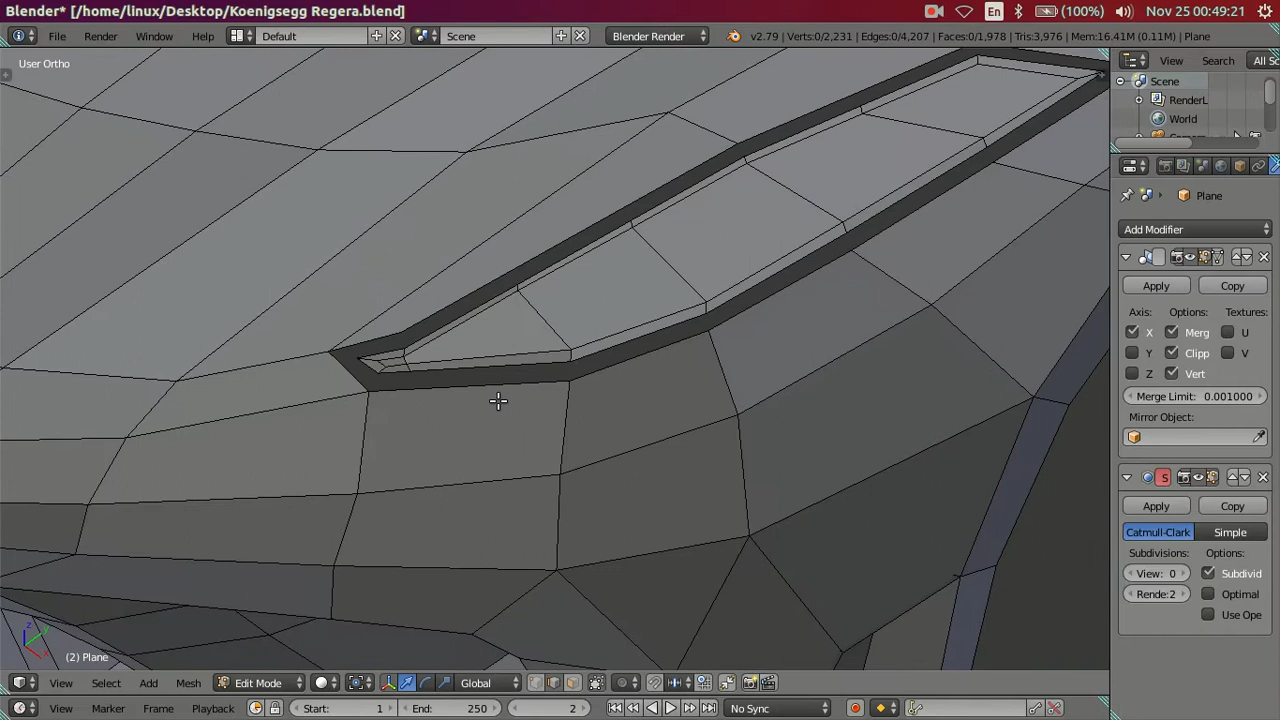 Blender* [/home/linux/Desktop/Koenigsegg Regera.blend] En (100%) Nov 25 00:49:21
File Render Window Help Default Scene Blender Render v2.79 | Verts:0/2,231 | Edges:0/4,207 | Faces:0/1,978 | Tris:3,976 | Mem:16.41M (0.11M) | Plane
User Ortho
View Search All Sc
Scene
RenderL
World
Plane
Add Modifier
Apply Copy
Axis: Options: Textures:
X Merg U
Y Clipp V
Z Vert
Merge Limit: 0.001000
Mirror Object:
S
Apply Copy
Catmull-Clark Simple
Subdivisions: Options:
View: 0 Subdivid
Rende:2 Optimal
Use Ope
z y x
(2) Plane
View Select Add Mesh Edit Mode Global
View Marker Frame Playback Start: 1 End: 250 2 No Sync